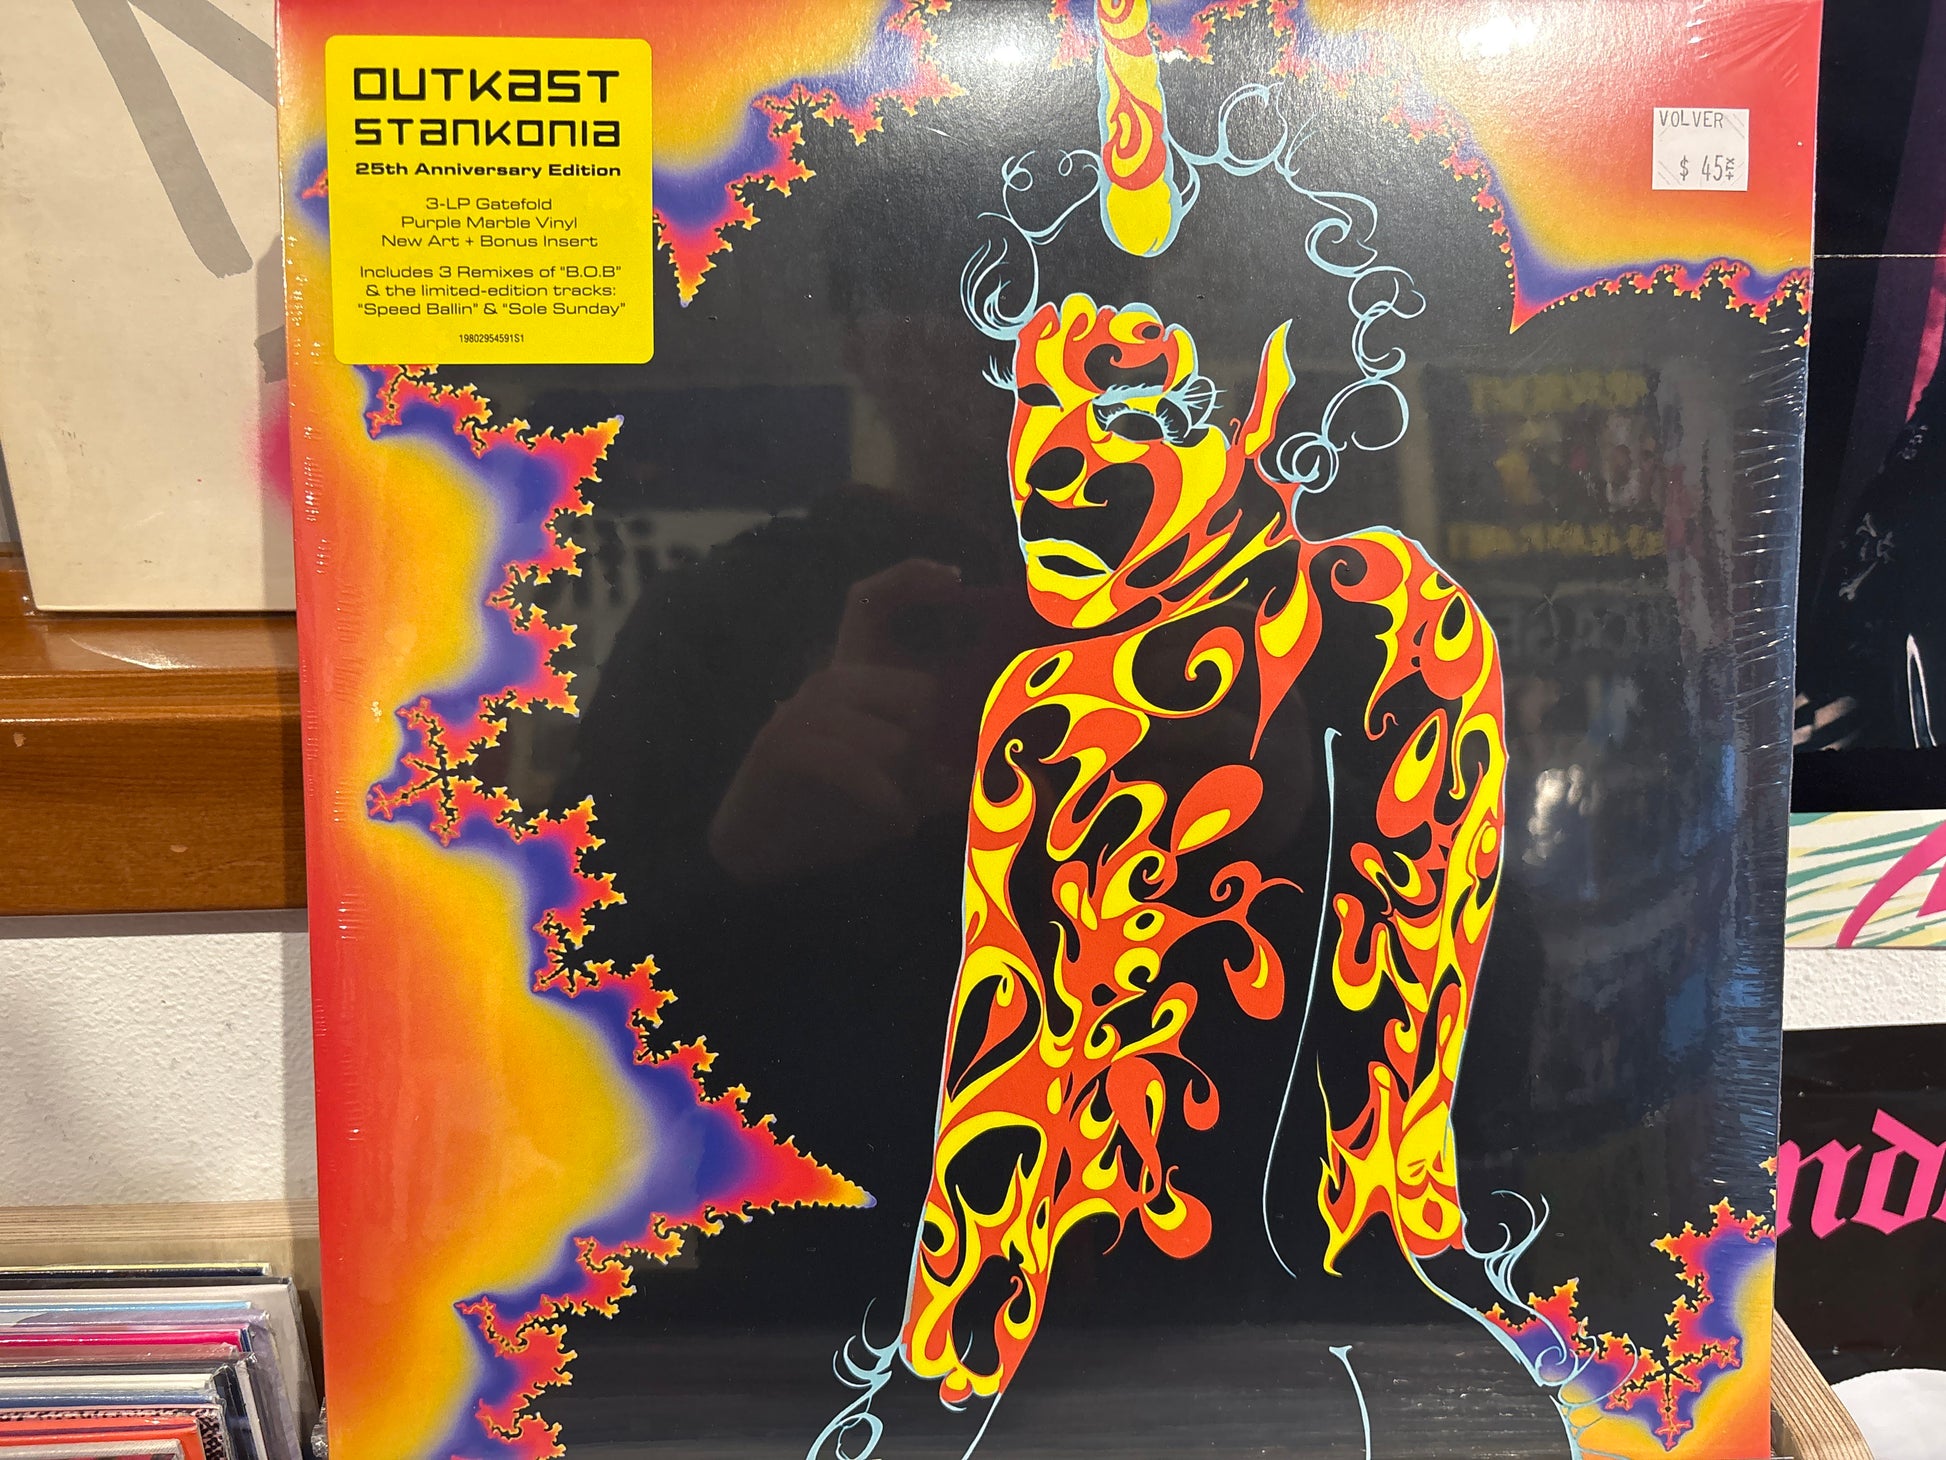 OUTKAST
STANKONIA
25th Anniversary Edition
3-LP Gatefold
Purple Marble Vinyl
New Art + Bonus Insert
Includes 3 Remixes of "B.O.B"
& the limited-edition tracks:
"Speed Ballin" & "Sole Sunday"
19802954591S1
VOLVER
$ 45